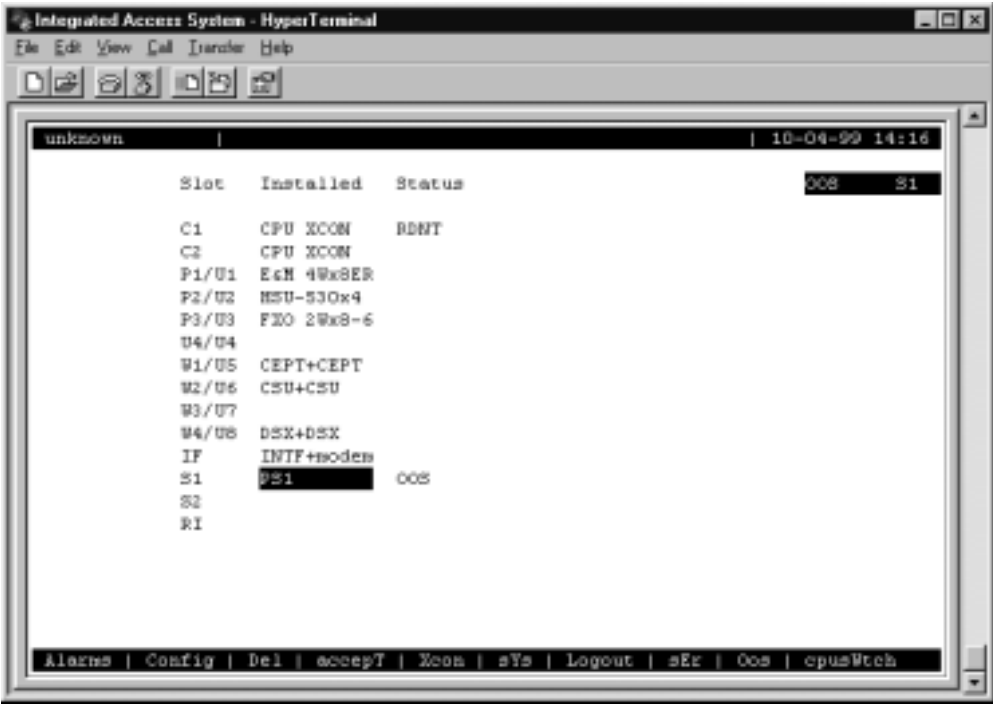 Integrated Access System - HyperTerminal
File Edit View Call Transfer Help
unknown | | 10-04-99 14:16
Slot Installed Status OOS S1
C1 CPU XCON RDNT
C2 CPU XCON
P1/U1 E&M 4Wx8ER
P2/U2 HSU-530x4
P3/U3 FXO 2Wx8-6
U4/U4
W1/U5 CEPT+CEPT
W2/U6 CSU+CSU
W3/U7
W4/U8 DSX+DSX
IF INTF+modem
S1 PS1 OOS
S2
RI
Alarms | Config | Del | accepT | Xcon | sYs | Logout | sEr | Oos | cpusWtch